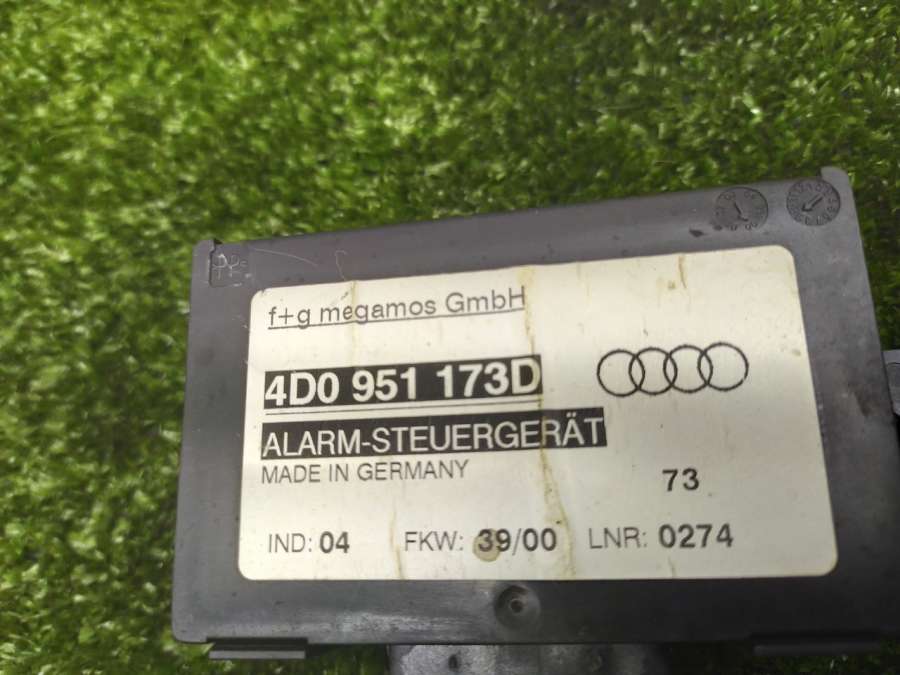 f+g megamos GmbH
4D0 951 173D
ALARM-STEUERGERÄT
MADE IN GERMANY
73
IND: 04 FKW: 39/00 LNR: 0274